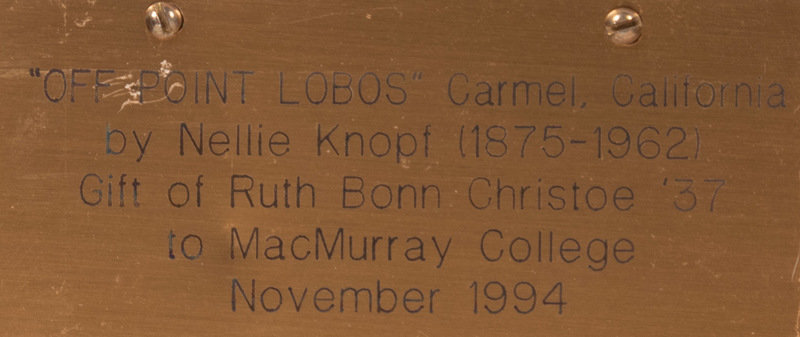 "OFF POINT LOBOS" Carmel, California
by Nellie Knopf (1875-1962)
Gift of Ruth Bonn Christoe '37
to MacMurray College
November 1994